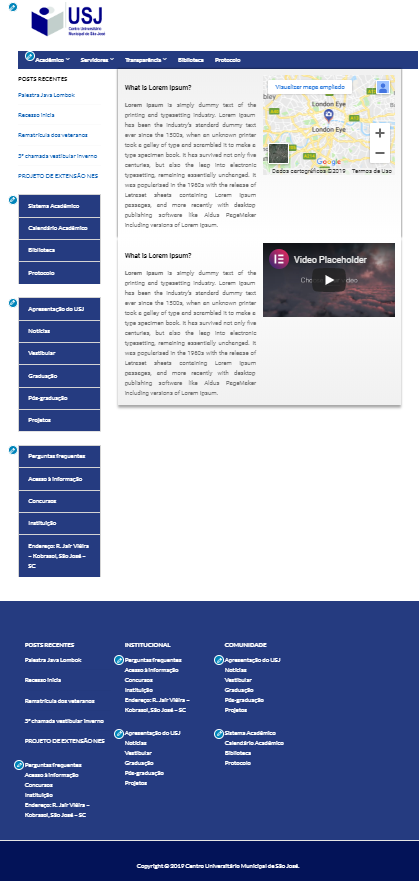 USJ
Centro Universitário
Municipal de São José
Acadêmico Servidores Transparência Biblioteca Protocolo
POSTS RECENTES
Palestra Java Lombok
Recesso Inicia
Rematrícula dos veteranos
5ª chamada vestibular inverno
PROJETO DE EXTENSÃO NES
Sistema Acadêmico
Calendário Acadêmico
Biblioteca
Protocolo
Apresentação do USJ
Notícias
Vestibular
Graduação
Pós-graduação
Projetos
Perguntas frequentes
Acesso à Informação
Concursos
Instituição
Endereço: R. Jair Viêira
– Kobrasol, São José –
SC
What is Lorem Ipsum?
Lorem Ipsum is simply dummy text of the
printing and typesetting industry. Lorem Ipsum
has been the industry's standard dummy text
ever since the 1500s, when an unknown printer
took a galley of type and scrambled it to make a
type specimen book. It has survived not only five
centuries, but also the leap into electronic
typesetting, remaining essentially unchanged. It
was popularised in the 1960s with the release of
Letraset sheets containing Lorem Ipsum
passages, and more recently with desktop
publishing software like Aldus PageMaker
including versions of Lorem Ipsum.
Visualizar mapa ampliado
London Eye
London Eye
Google
Dados cartográficos ©2019 Termos de Uso
What is Lorem Ipsum?
Lorem Ipsum is simply dummy text of the
printing and typesetting industry. Lorem Ipsum
has been the industry's standard dummy text
ever since the 1500s, when an unknown printer
took a galley of type and scrambled it to make a
type specimen book. It has survived not only five
centuries, but also the leap into electronic
typesetting, remaining essentially unchanged. It
was popularised in the 1960s with the release of
Letraset sheets containing Lorem Ipsum
passages, and more recently with desktop
publishing software like Aldus PageMaker
including versions of Lorem Ipsum.
Video Placeholder
POSTS RECENTES
Palestra Java Lombok
Recesso Inicia
Rematrícula dos veteranos
5ª chamada vestibular inverno
PROJETO DE EXTENSÃO NES
Perguntas frequentes
Acesso à Informação
Concursos
Instituição
Endereço: R. Jair Viêira –
Kobrasol, São José – SC
INSTITUCIONAL
Perguntas frequentes
Acesso à Informação
Concursos
Instituição
Endereço: R. Jair Viêira –
Kobrasol, São José – SC
Apresentação do USJ
Notícias
Vestibular
Graduação
Pós-graduação
Projetos
COMUNIDADE
Apresentação do USJ
Notícias
Vestibular
Graduação
Pós-graduação
Projetos
Sistema Acadêmico
Calendário Acadêmico
Biblioteca
Protocolo
Copyright © 2019 Centro Universitário Municipal de São José.